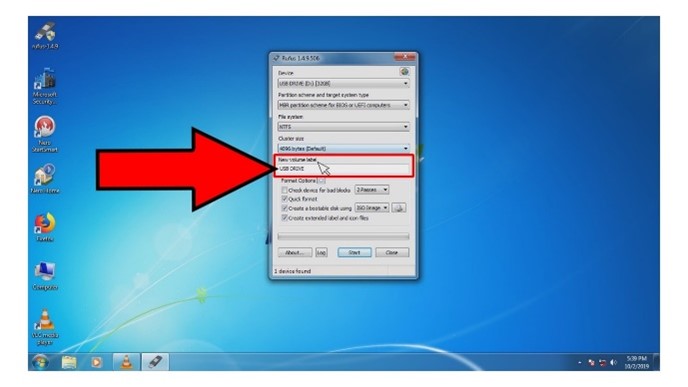 rufus 1.4.9
Microsoft
Security...
Nero
StartSmart
Nero Home
Firefox
Computer
VLC media
player
Rufus 1.4.9.506
Device
USB DRIVE (D:) [32GB]
Partition scheme and target system type
MBR partition scheme for BIOS or UEFI computers
File system
NTFS
Cluster size
4096 bytes (Default)
New volume label
USB DRIVE
Format Options
Check device for bad blocks
2 Passes
Quick format
Create a bootable disk using
ISO Image
Create extended label and icon files
About...
Log
Start
Close
1 device found
5:39 PM
10/2/2019